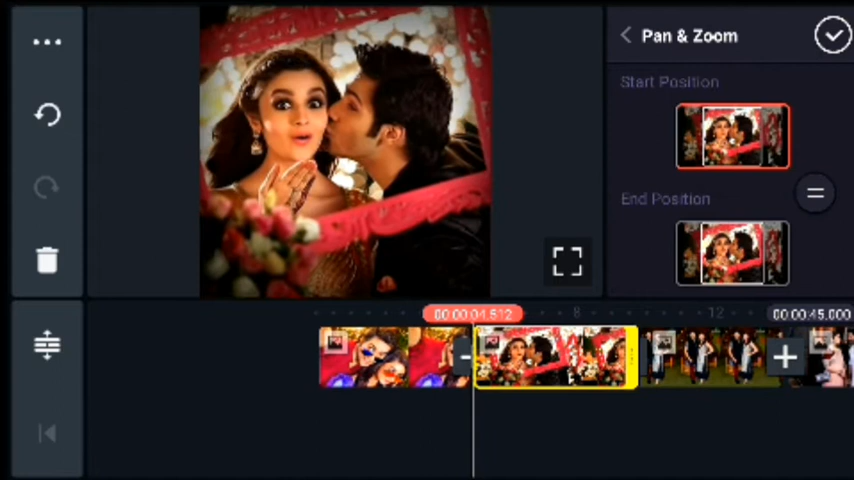 Pan & Zoom
Start Position
End Position
00:00:04.512
8
12
00:00:45.000